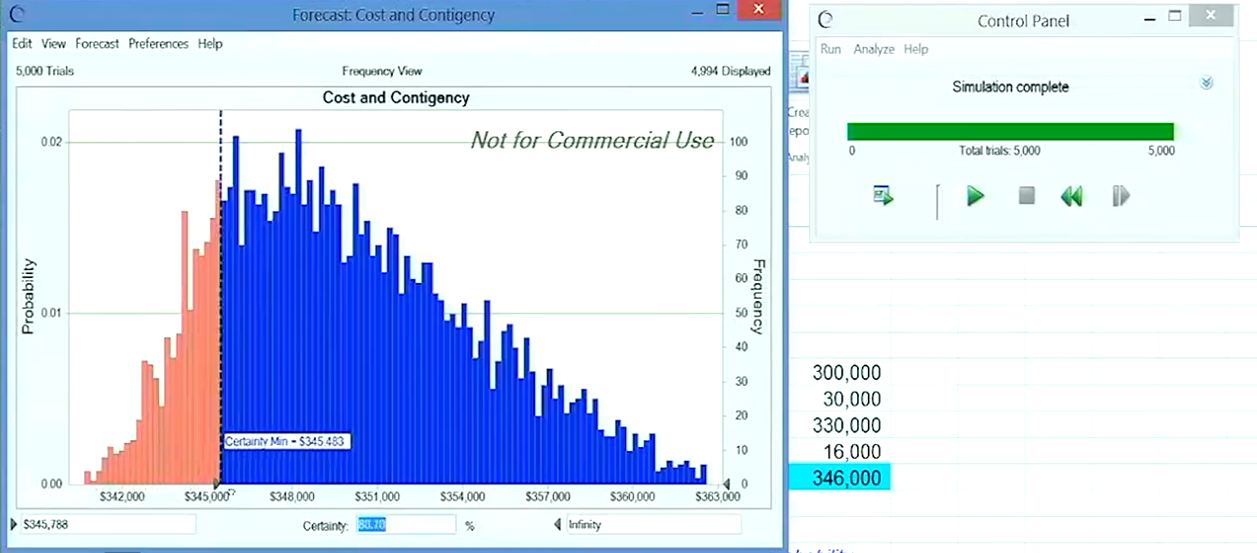 Forecast: Cost and Contigency
Edit View Forecast Preferences Help
5,000 Trials
Frequency View
4,994 Displayed
Cost and Contigency
Not for Commercial Use
Probability
0.02
0.01
0.00
Frequency
100
90
80
70
60
50
40
30
20
10
0
Certainty Min = $345,483
$342,000 $345,000 $348,000 $351,000 $354,000 $357,000 $360,000 $363,000
$345,788
Certainty: %
Infinity
Control Panel
Run Analyze Help
Simulation complete
0
Total trials: 5,000
5,000
300,000
30,000
330,000
16,000
346,000